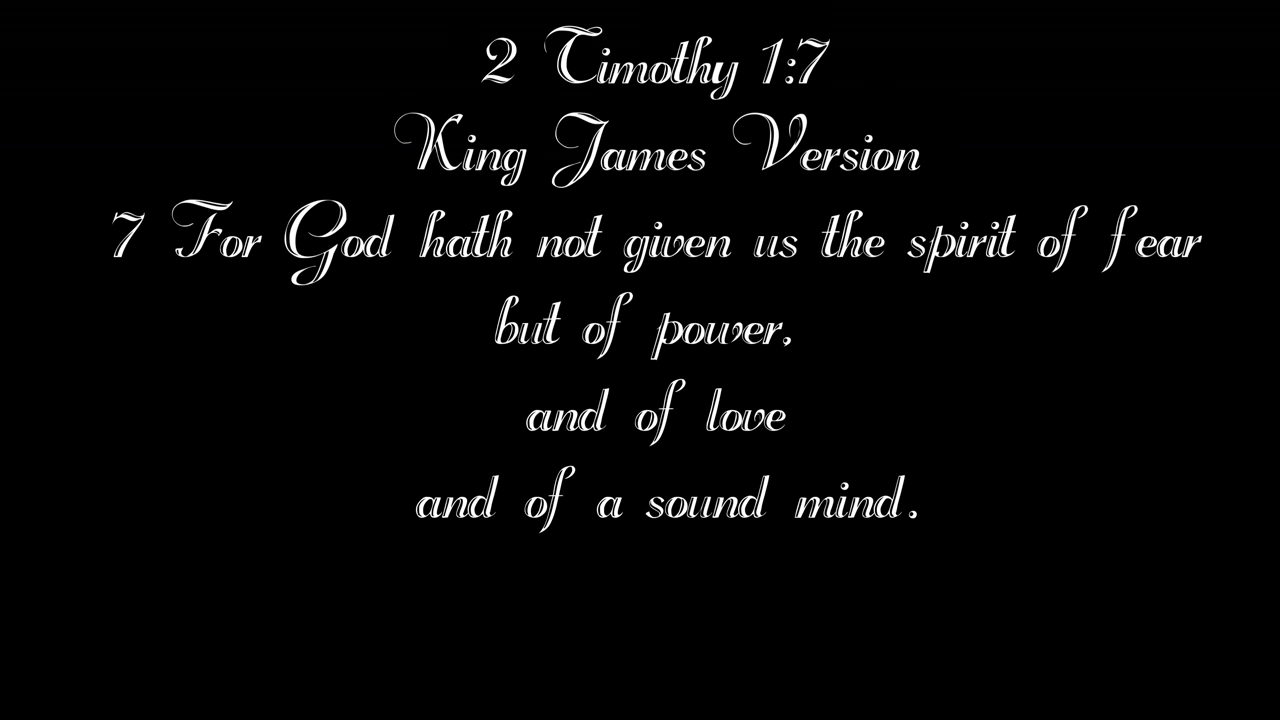 2 Timothy 1:7
King James Version
7 For God hath not given us the spirit of fear
but of power,
and of love
and of a sound mind.